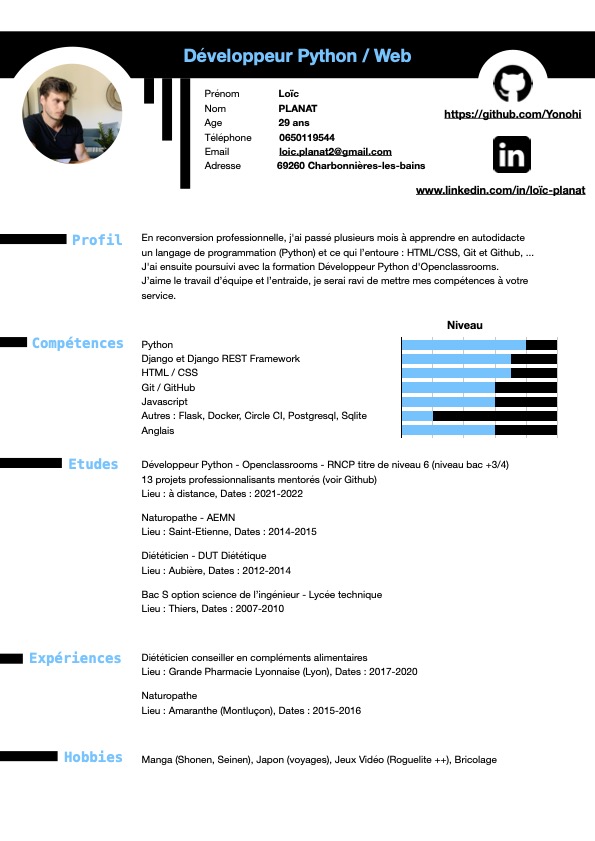 Développeur Python / Web
Prénom Loïc
Nom PLANAT
Age 29 ans
Téléphone 0650119544
Email loic.planat2@gmail.com
Adresse 69260 Charbonnières-les-bains
https://github.com/Yonohi
in
www.linkedin.com/in/loïc-planat
Profil
En reconversion professionnelle, j'ai passé plusieurs mois à apprendre en autodidacte
un langage de programmation (Python) et ce qui l'entoure : HTML/CSS, Git et Github, ...
J'ai ensuite poursuivi avec la formation Développeur Python d'Openclassrooms.
J'aime le travail d'équipe et l'entraide, je serai ravi de mettre mes compétences à votre
service.
Niveau
Compétences
Python
Django et Django REST Framework
HTML / CSS
Git / GitHub
Javascript
Autres : Flask, Docker, Circle CI, Postgresql, Sqlite
Anglais
Etudes
Développeur Python - Openclassrooms - RNCP titre de niveau 6 (niveau bac +3/4)
13 projets professionnalisants mentorés (voir Github)
Lieu : à distance, Dates : 2021-2022
Naturopathe - AEMN
Lieu : Saint-Etienne, Dates : 2014-2015
Diététicien - DUT Diététique
Lieu : Aubière, Dates : 2012-2014
Bac S option science de l'ingénieur - Lycée technique
Lieu : Thiers, Dates : 2007-2010
Expériences
Diététicien conseiller en compléments alimentaires
Lieu : Grande Pharmacie Lyonnaise (Lyon), Dates : 2017-2020
Naturopathe
Lieu : Amaranthe (Montluçon), Dates : 2015-2016
Hobbies
Manga (Shonen, Seinen), Japon (voyages), Jeux Vidéo (Roguelite ++), Bricolage